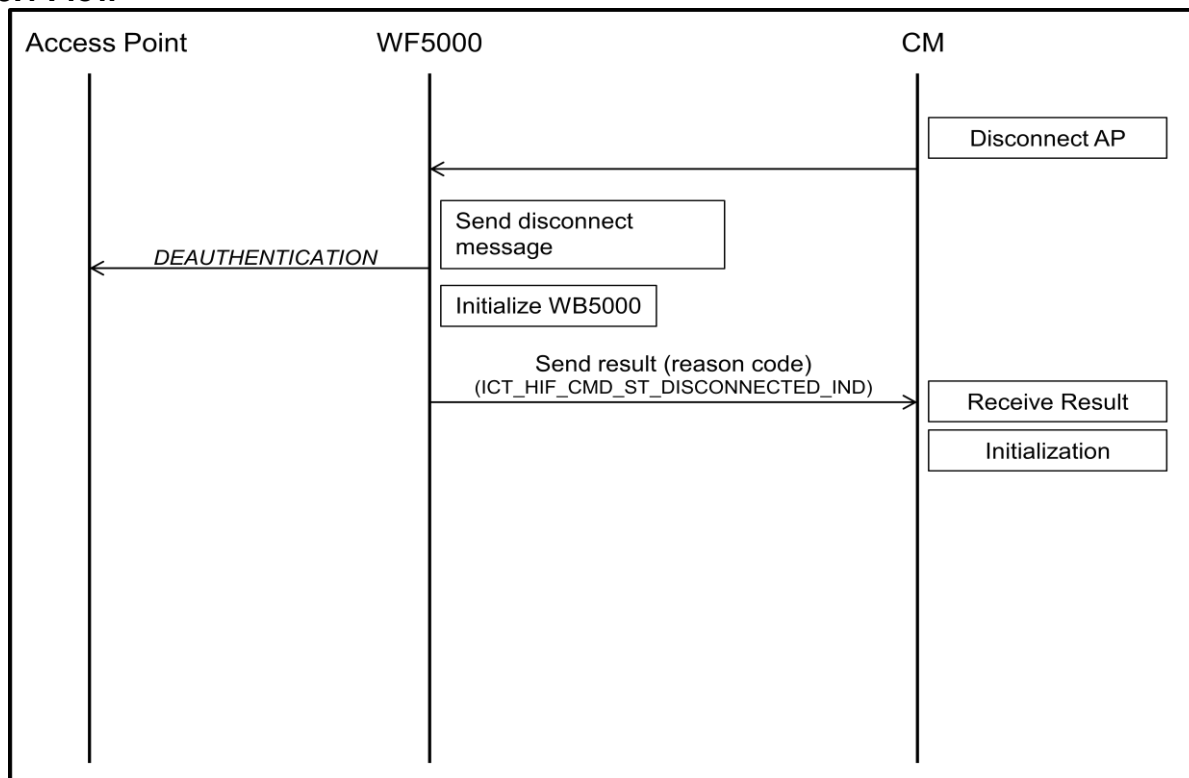 Access Point WF5000 CM
Disconnect AP
Send disconnect
message
DEAUTHENTICATION
Initialize WB5000
Send result (reason code)
(ICT_HIF_CMD_ST_DISCONNECTED_IND)
Receive Result
Initialization